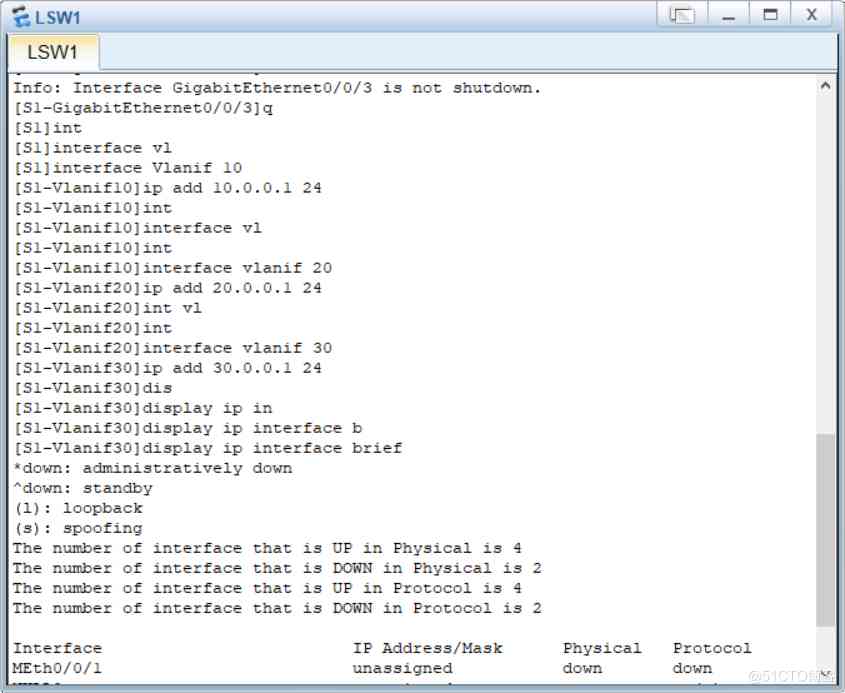 LSW1
LSW1
Info: Interface GigabitEthernet0/0/3 is not shutdown.
[S1-GigabitEthernet0/0/3]q
[S1]int
[S1]interface vl
[S1]interface Vlanif 10
[S1-Vlanif10]ip add 10.0.0.1 24
[S1-Vlanif10]int
[S1-Vlanif10]interface vl
[S1-Vlanif10]int
[S1-Vlanif10]interface vlanif 20
[S1-Vlanif20]ip add 20.0.0.1 24
[S1-Vlanif20]int vl
[S1-Vlanif20]int
[S1-Vlanif20]interface vlanif 30
[S1-Vlanif30]ip add 30.0.0.1 24
[S1-Vlanif30]dis
[S1-Vlanif30]display ip in
[S1-Vlanif30]display ip interface b
[S1-Vlanif30]display ip interface brief
*down: administratively down
^down: standby
(l): loopback
(s): spoofing
The number of interface that is UP in Physical is 4
The number of interface that is DOWN in Physical is 2
The number of interface that is UP in Protocol is 4
The number of interface that is DOWN in Protocol is 2
Interface IP Address/Mask Physical Protocol
MEth0/0/1 unassigned down down